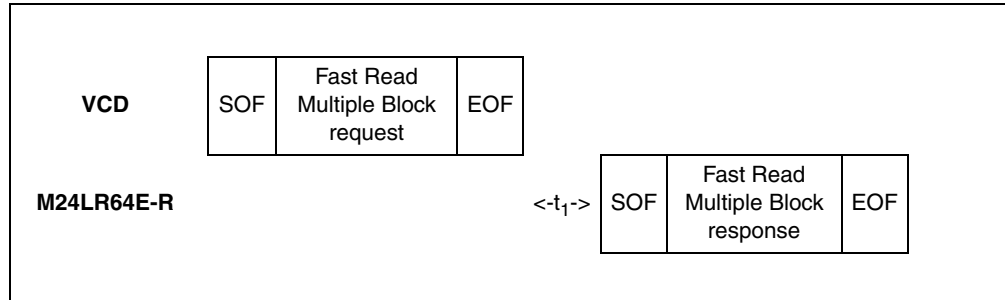 VCD
SOF
Fast Read
Multiple Block
request
EOF
M24LR64E-R
<-t1->
SOF
Fast Read
Multiple Block
response
EOF